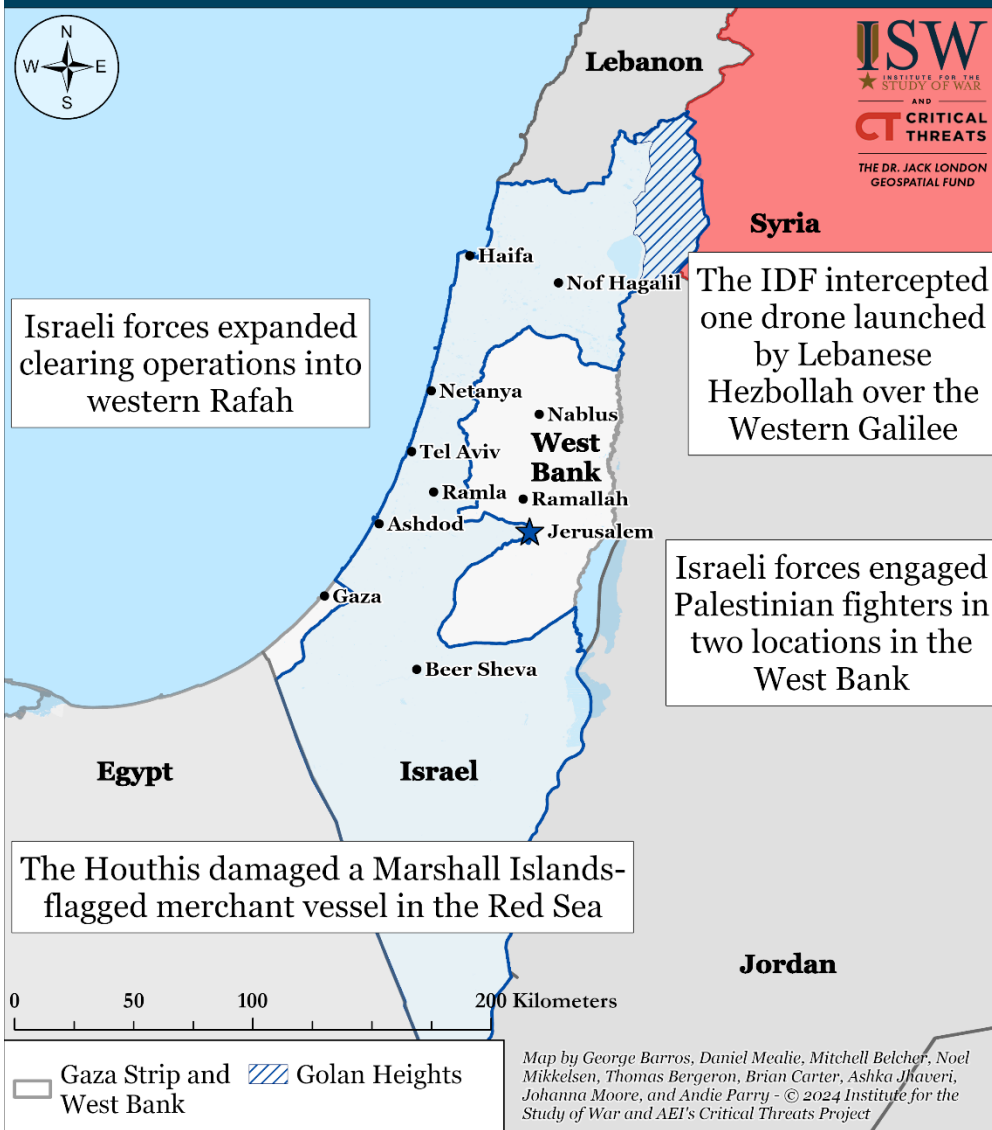 N
W
E
S
Lebanon
ISW
INSTITUTE FOR THE
STUDY OF WAR
AND
CT CRITICAL
THREATS
THE DR. JACK LONDON
GEOSPATIAL FUND
Syria
Haifa
Nof Hagalil
The IDF intercepted
one drone launched
by Lebanese
Hezbollah over the
Western Galilee
Israeli forces expanded
clearing operations into
western Rafah
Netanya
Nablus
West
Bank
Tel Aviv
Ramla
Ramallah
Ashdod
Jerusalem
Israeli forces engaged
Palestinian fighters in
two locations in the
West Bank
Gaza
Beer Sheva
Egypt
Israel
The Houthis damaged a Marshall Islands-
flagged merchant vessel in the Red Sea
Jordan
0 50 100 200 Kilometers
Gaza Strip and
West Bank
Golan Heights
Map by George Barros, Daniel Mealie, Mitchell Belcher, Noel
Mikkelsen, Thomas Bergeron, Brian Carter, Ashka Jhaveri,
Johanna Moore, and Andie Parry - © 2024 Institute for the
Study of War and AEI's Critical Threats Project